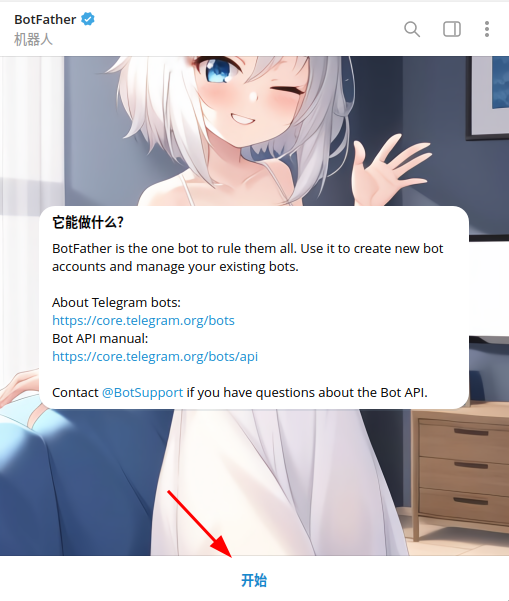 BotFather
机器人
它能做什么?
BotFather is the one bot to rule them all. Use it to create new bot
accounts and manage your existing bots.
About Telegram bots:
https://core.telegram.org/bots
Bot API manual:
https://core.telegram.org/bots/api
Contact @BotSupport if you have questions about the Bot API.
开始